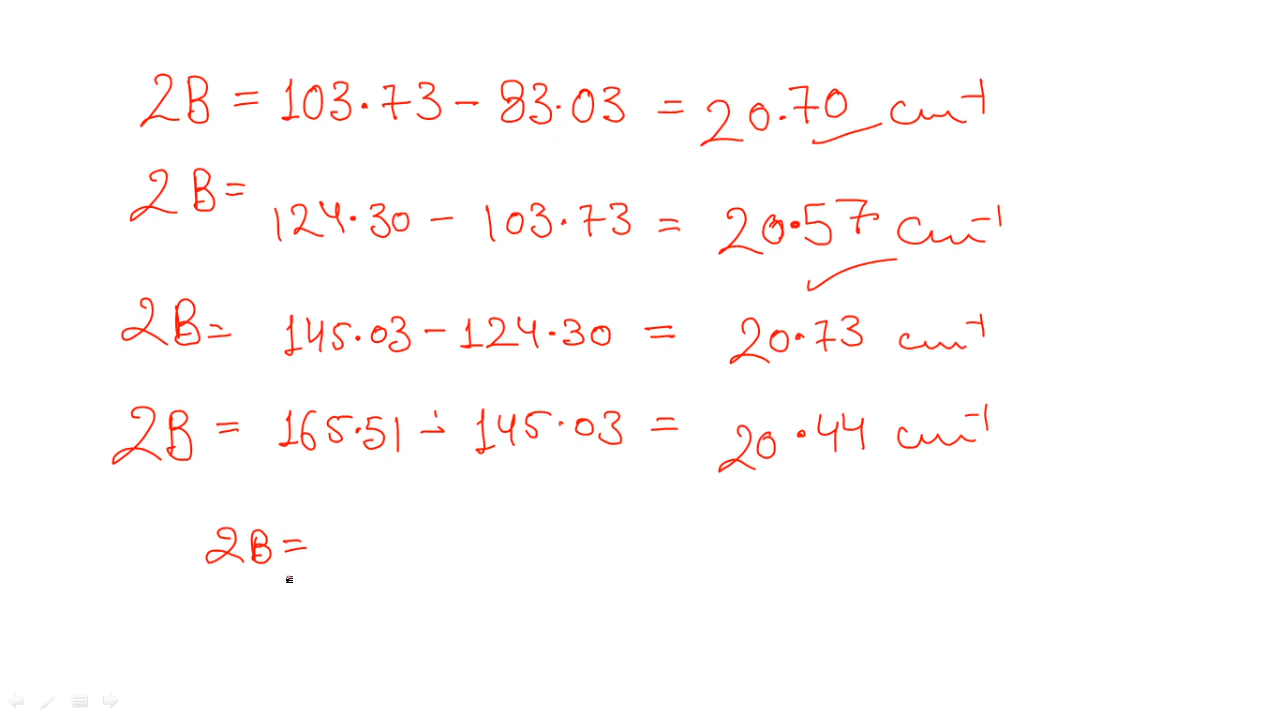 2B = 103.73 - 83.03 = 20.70 cm⁻¹
2B = 124.30 - 103.73 = 20.57 cm⁻¹
2B = 145.03 - 124.30 = 20.73 cm⁻¹
2B = 165.51 - 145.03 = 20.44 cm⁻¹
2B =